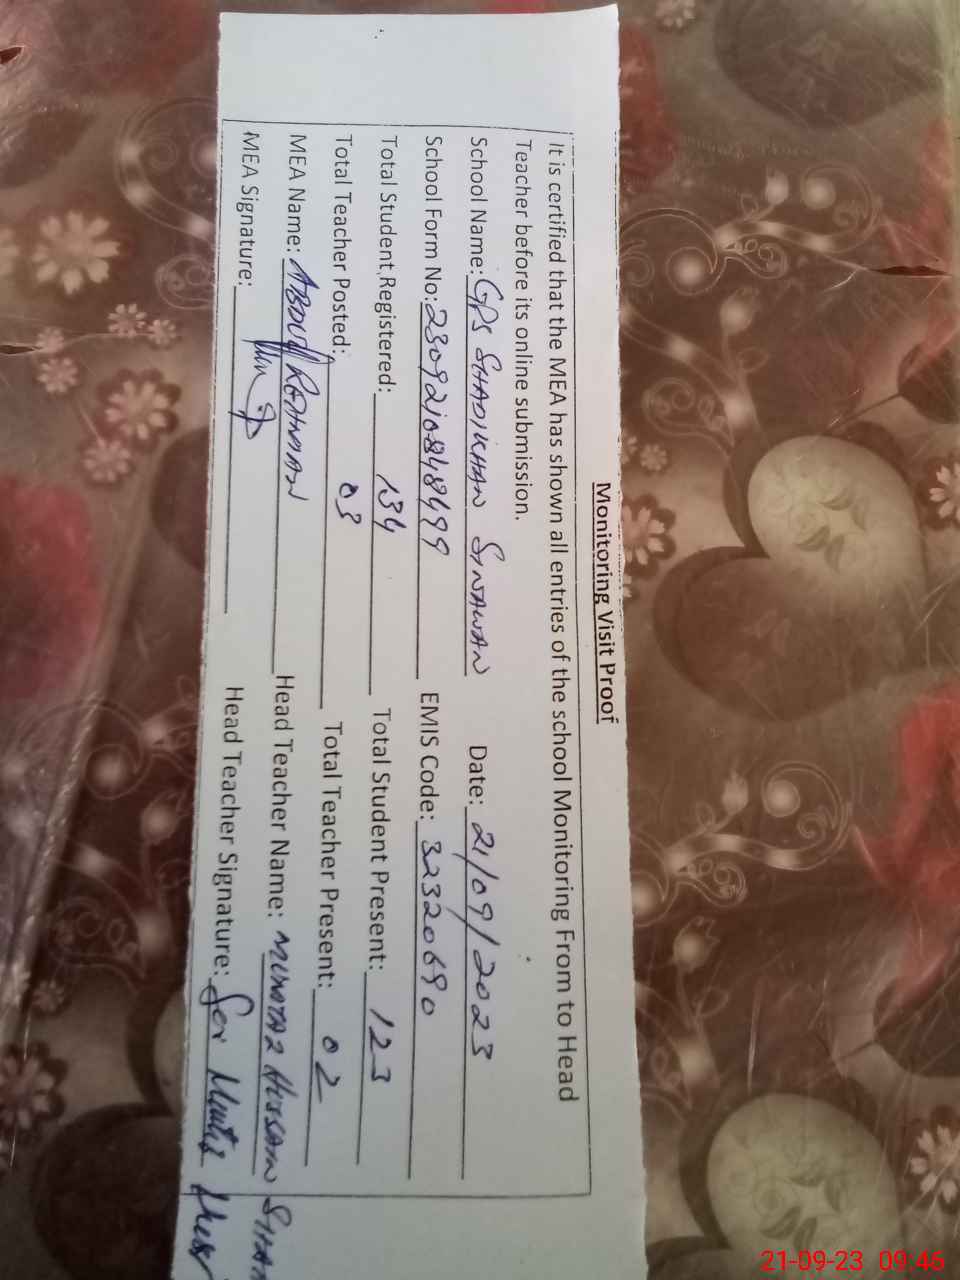 Monitoring Visit Proof
It is certified that the MEA has shown all entries of the school Monitoring From to Head
Teacher before its online submission.
School Name: GPS SHADIKHAN SINAWAN Date: 21/09/2023
School Form No: 2309210848499 EMIS Code: 32320690
Total Student Registered: 134 Total Student Present: 123
Total Teacher Posted: 03 Total Teacher Present: 02
MEA Name: ABDUL REHMAN Head Teacher Name: MUMTAZ HUSSAIN SHAH
MEA Signature: Head Teacher Signature:
21-09-23 09:46